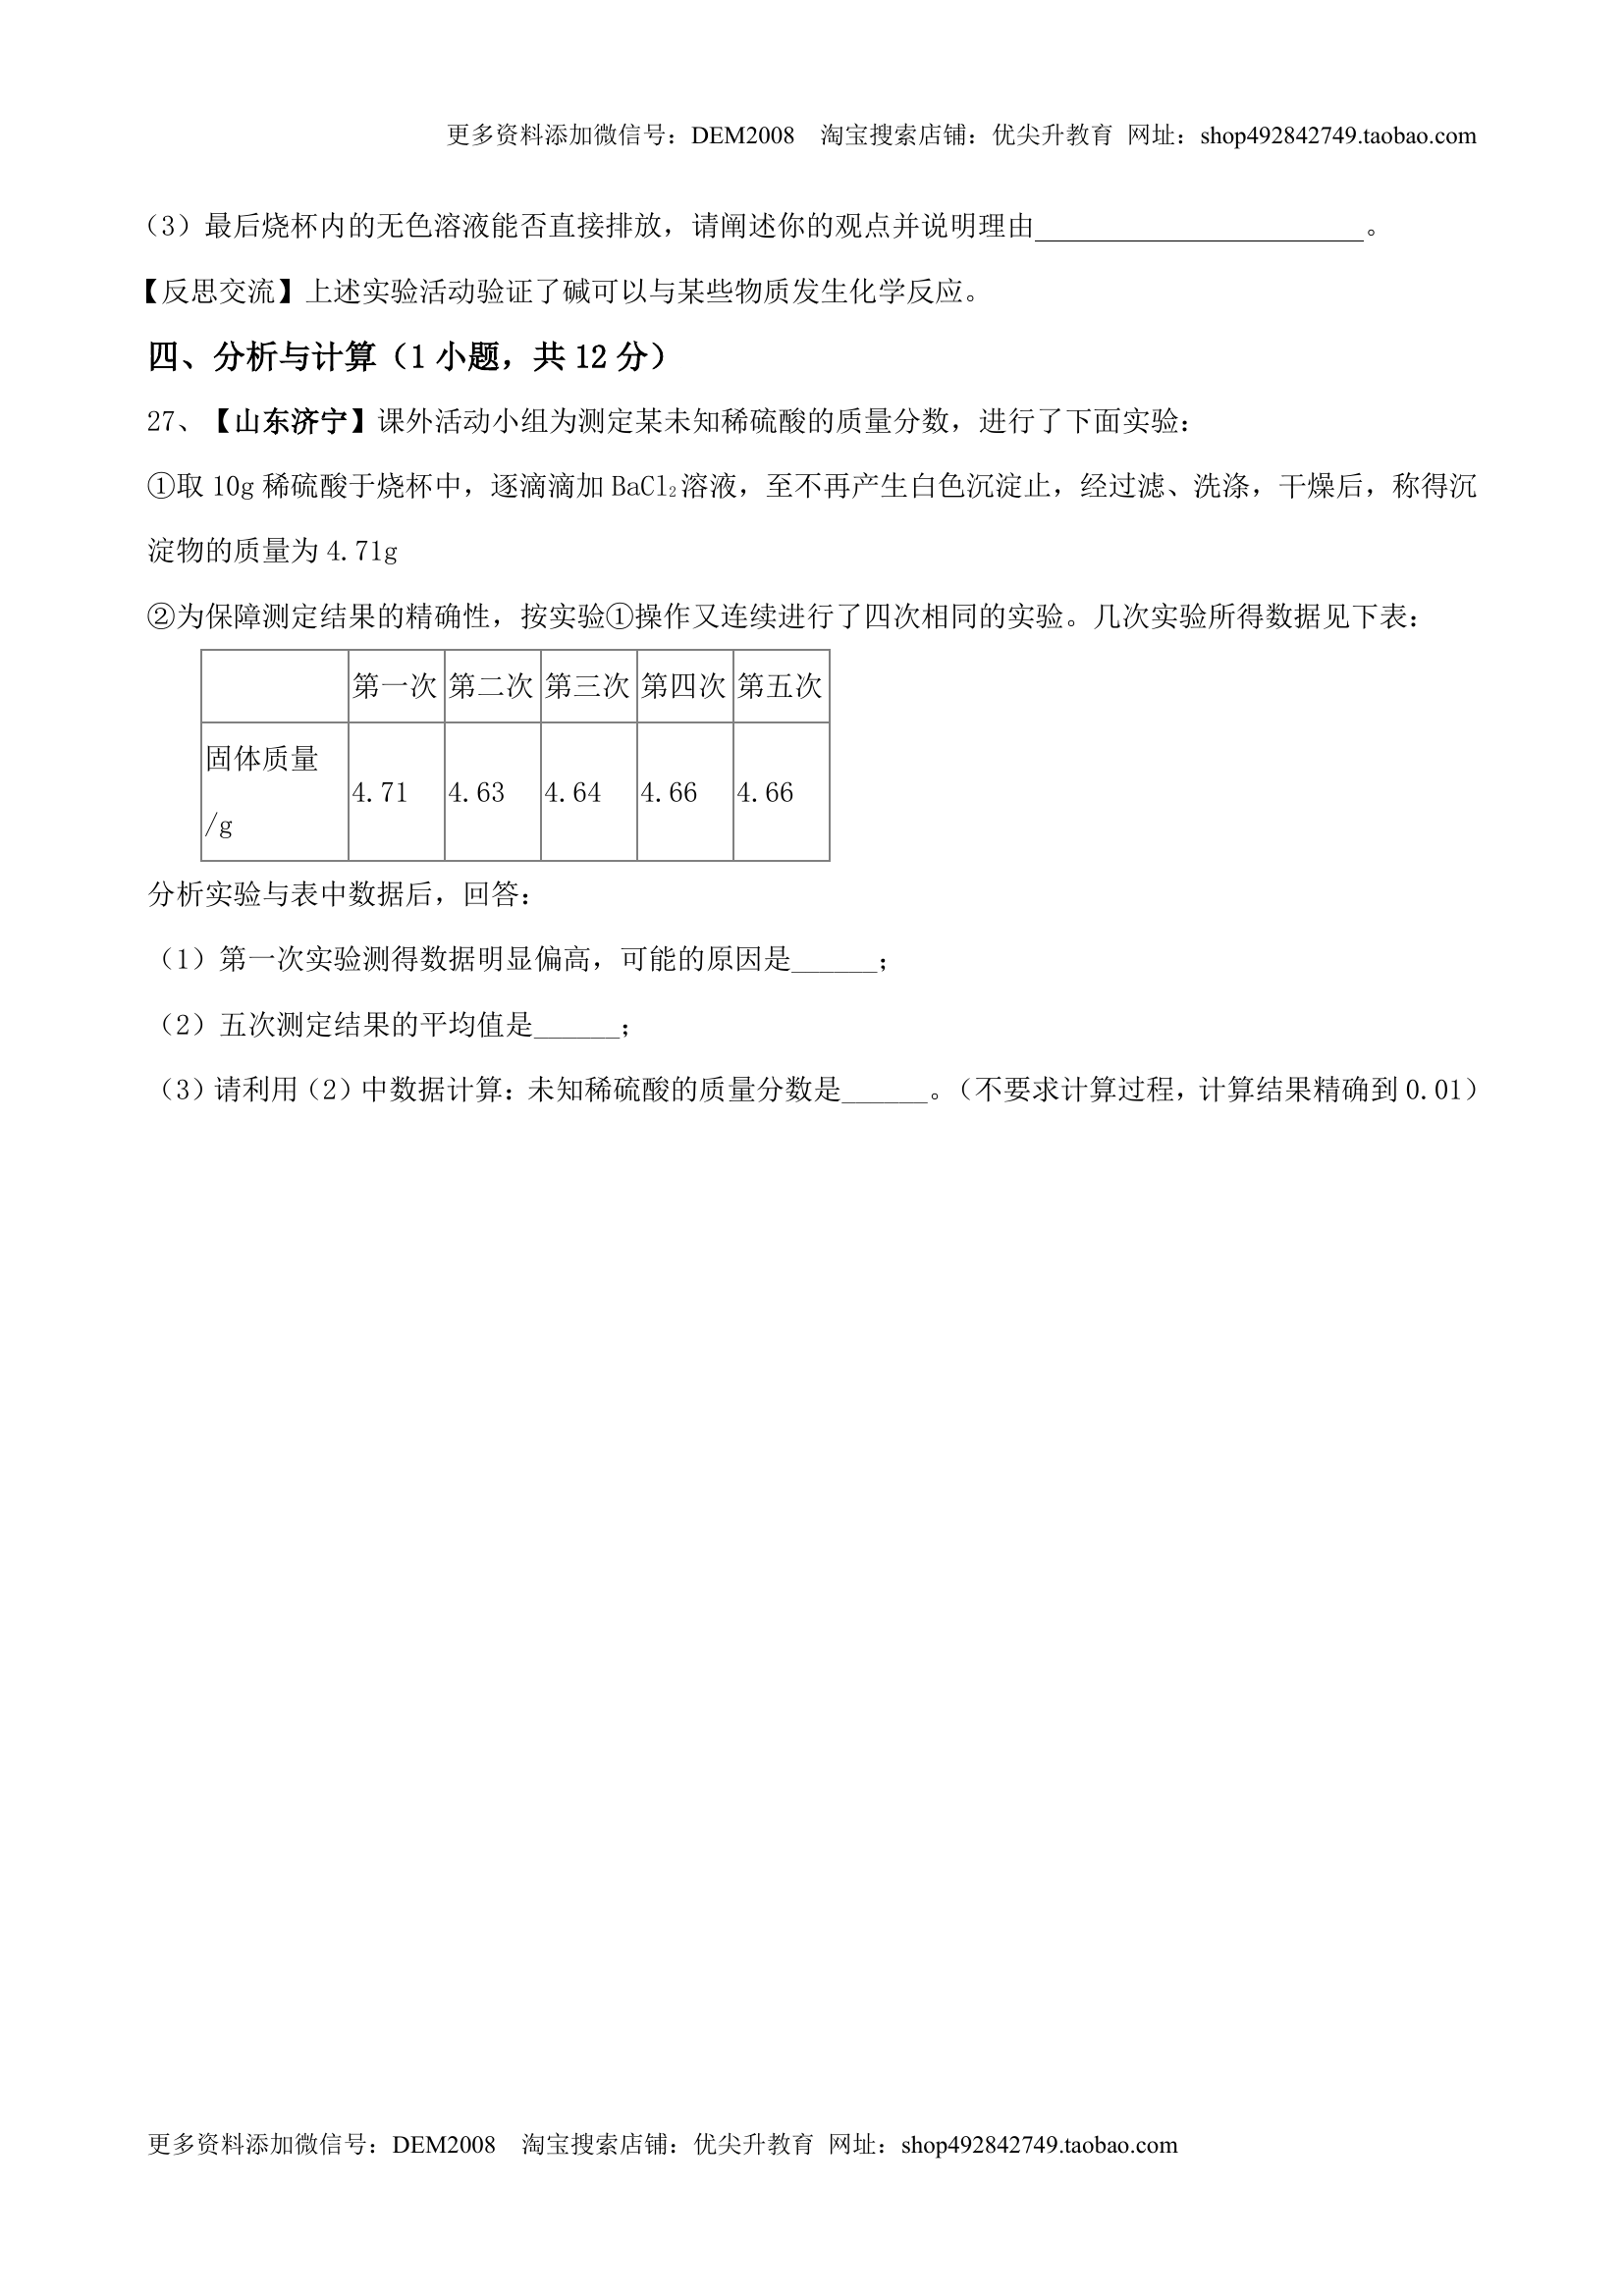 更多资料添加微信号：DEM2008  淘宝搜索店铺：优尖升教育 网址：shop492842749.taobao.com
（3）最后烧杯内的无色溶液能否直接排放，请阐述你的观点并说明理由_______________________。
【反思交流】上述实验活动验证了碱可以与某些物质发生化学反应。
四、分析与计算（1 小题，共 12 分）
27、【山东济宁】课外活动小组为测定某未知稀硫酸的质量分数，进行了下面实验：
①取 10g 稀硫酸于烧杯中，逐滴滴加 BaCl₂ 溶液，至不再产生白色沉淀止，经过滤、洗涤，干燥后，称得沉
淀物的质量为 4.71g
②为保障测定结果的精确性，按实验①操作又连续进行了四次相同的实验。几次实验所得数据见下表：
第一次 第二次 第三次 第四次 第五次
固体质量
/g
4.71 4.63 4.64 4.66 4.66
分析实验与表中数据后，回答：
（1）第一次实验测得数据明显偏高，可能的原因是______；
（2）五次测定结果的平均值是______；
（3）请利用（2）中数据计算：未知稀硫酸的质量分数是______。（不要求计算过程，计算结果精确到 0.01）
更多资料添加微信号：DEM2008  淘宝搜索店铺：优尖升教育 网址：shop492842749.taobao.com